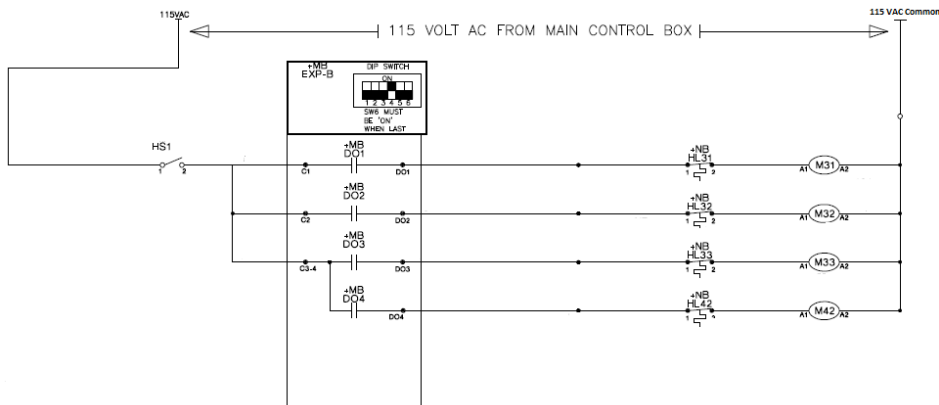 115VAC
115 VAC Common
115 VOLT AC FROM MAIN CONTROL BOX
+MB
EXP-B
DIP SWITCH
ON
1 2 3 4 5 6
SW6 MUST
BE "ON"
WHEN LAST
HS1
1 2
C1
+MB
DO1
DO1
+NB
HL31
1 2
A1 M31 A2
C2
+MB
DO2
DO2
+NB
HL32
1 2
A1 M32 A2
C3-4
+MB
DO3
DO3
+NB
HL33
1 2
A1 M33 A2
+MB
DO4
DO4
+NB
HL42
1 2
A1 M42 A2